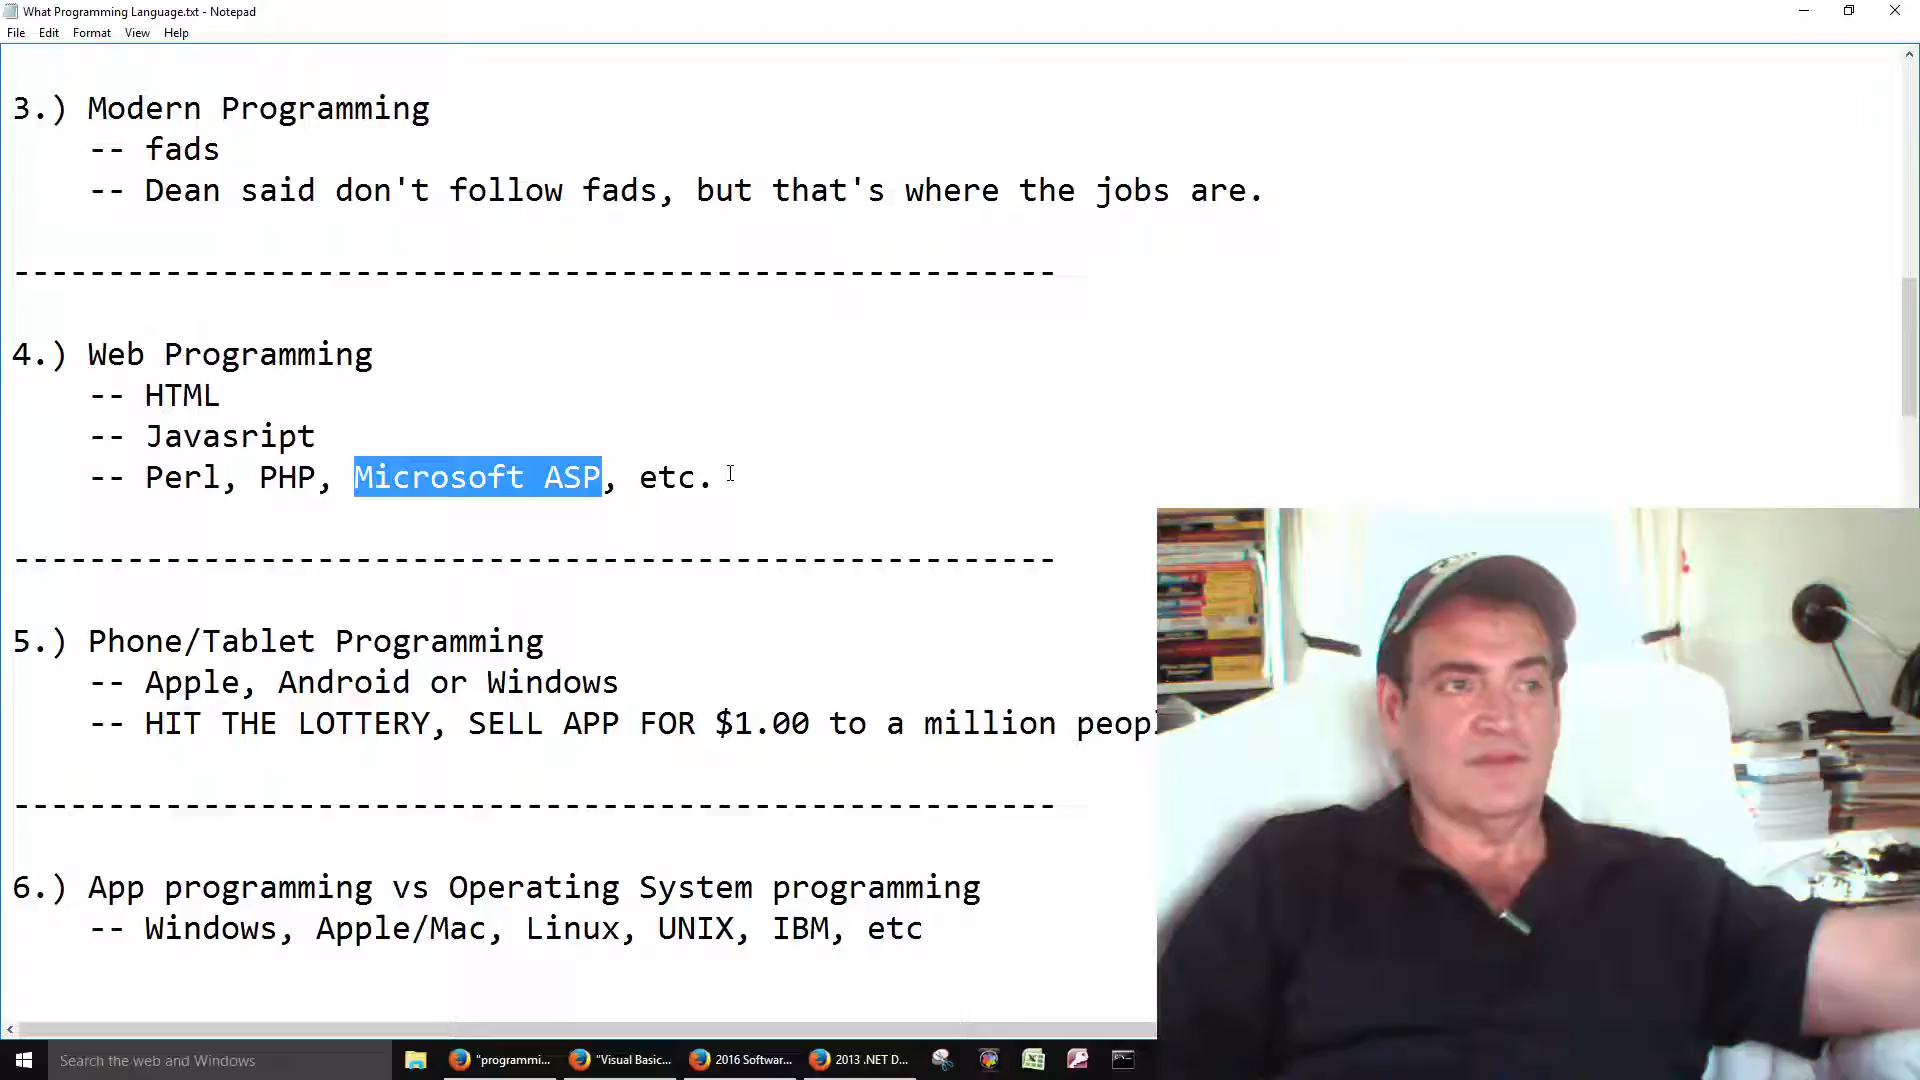 What Programming Language.txt - Notepad
File Edit Format View Help
3.) Modern Programming
-- fads
-- Dean said don't follow fads, but that's where the jobs are.
-------------------------------------------------------
4.) Web Programming
-- HTML
-- Javasript
-- Perl, PHP, Microsoft ASP, etc.
-------------------------------------------------------
5.) Phone/Tablet Programming
-- Apple, Android or Windows
-- HIT THE LOTTERY, SELL APP FOR $1.00 to a million peopl
-------------------------------------------------------
6.) App programming vs Operating System programming
-- Windows, Apple/Mac, Linux, UNIX, IBM, etc
Search the web and Windows
"programmi...
"Visual Basic...
2016 Softwar...
2013 .NET D...